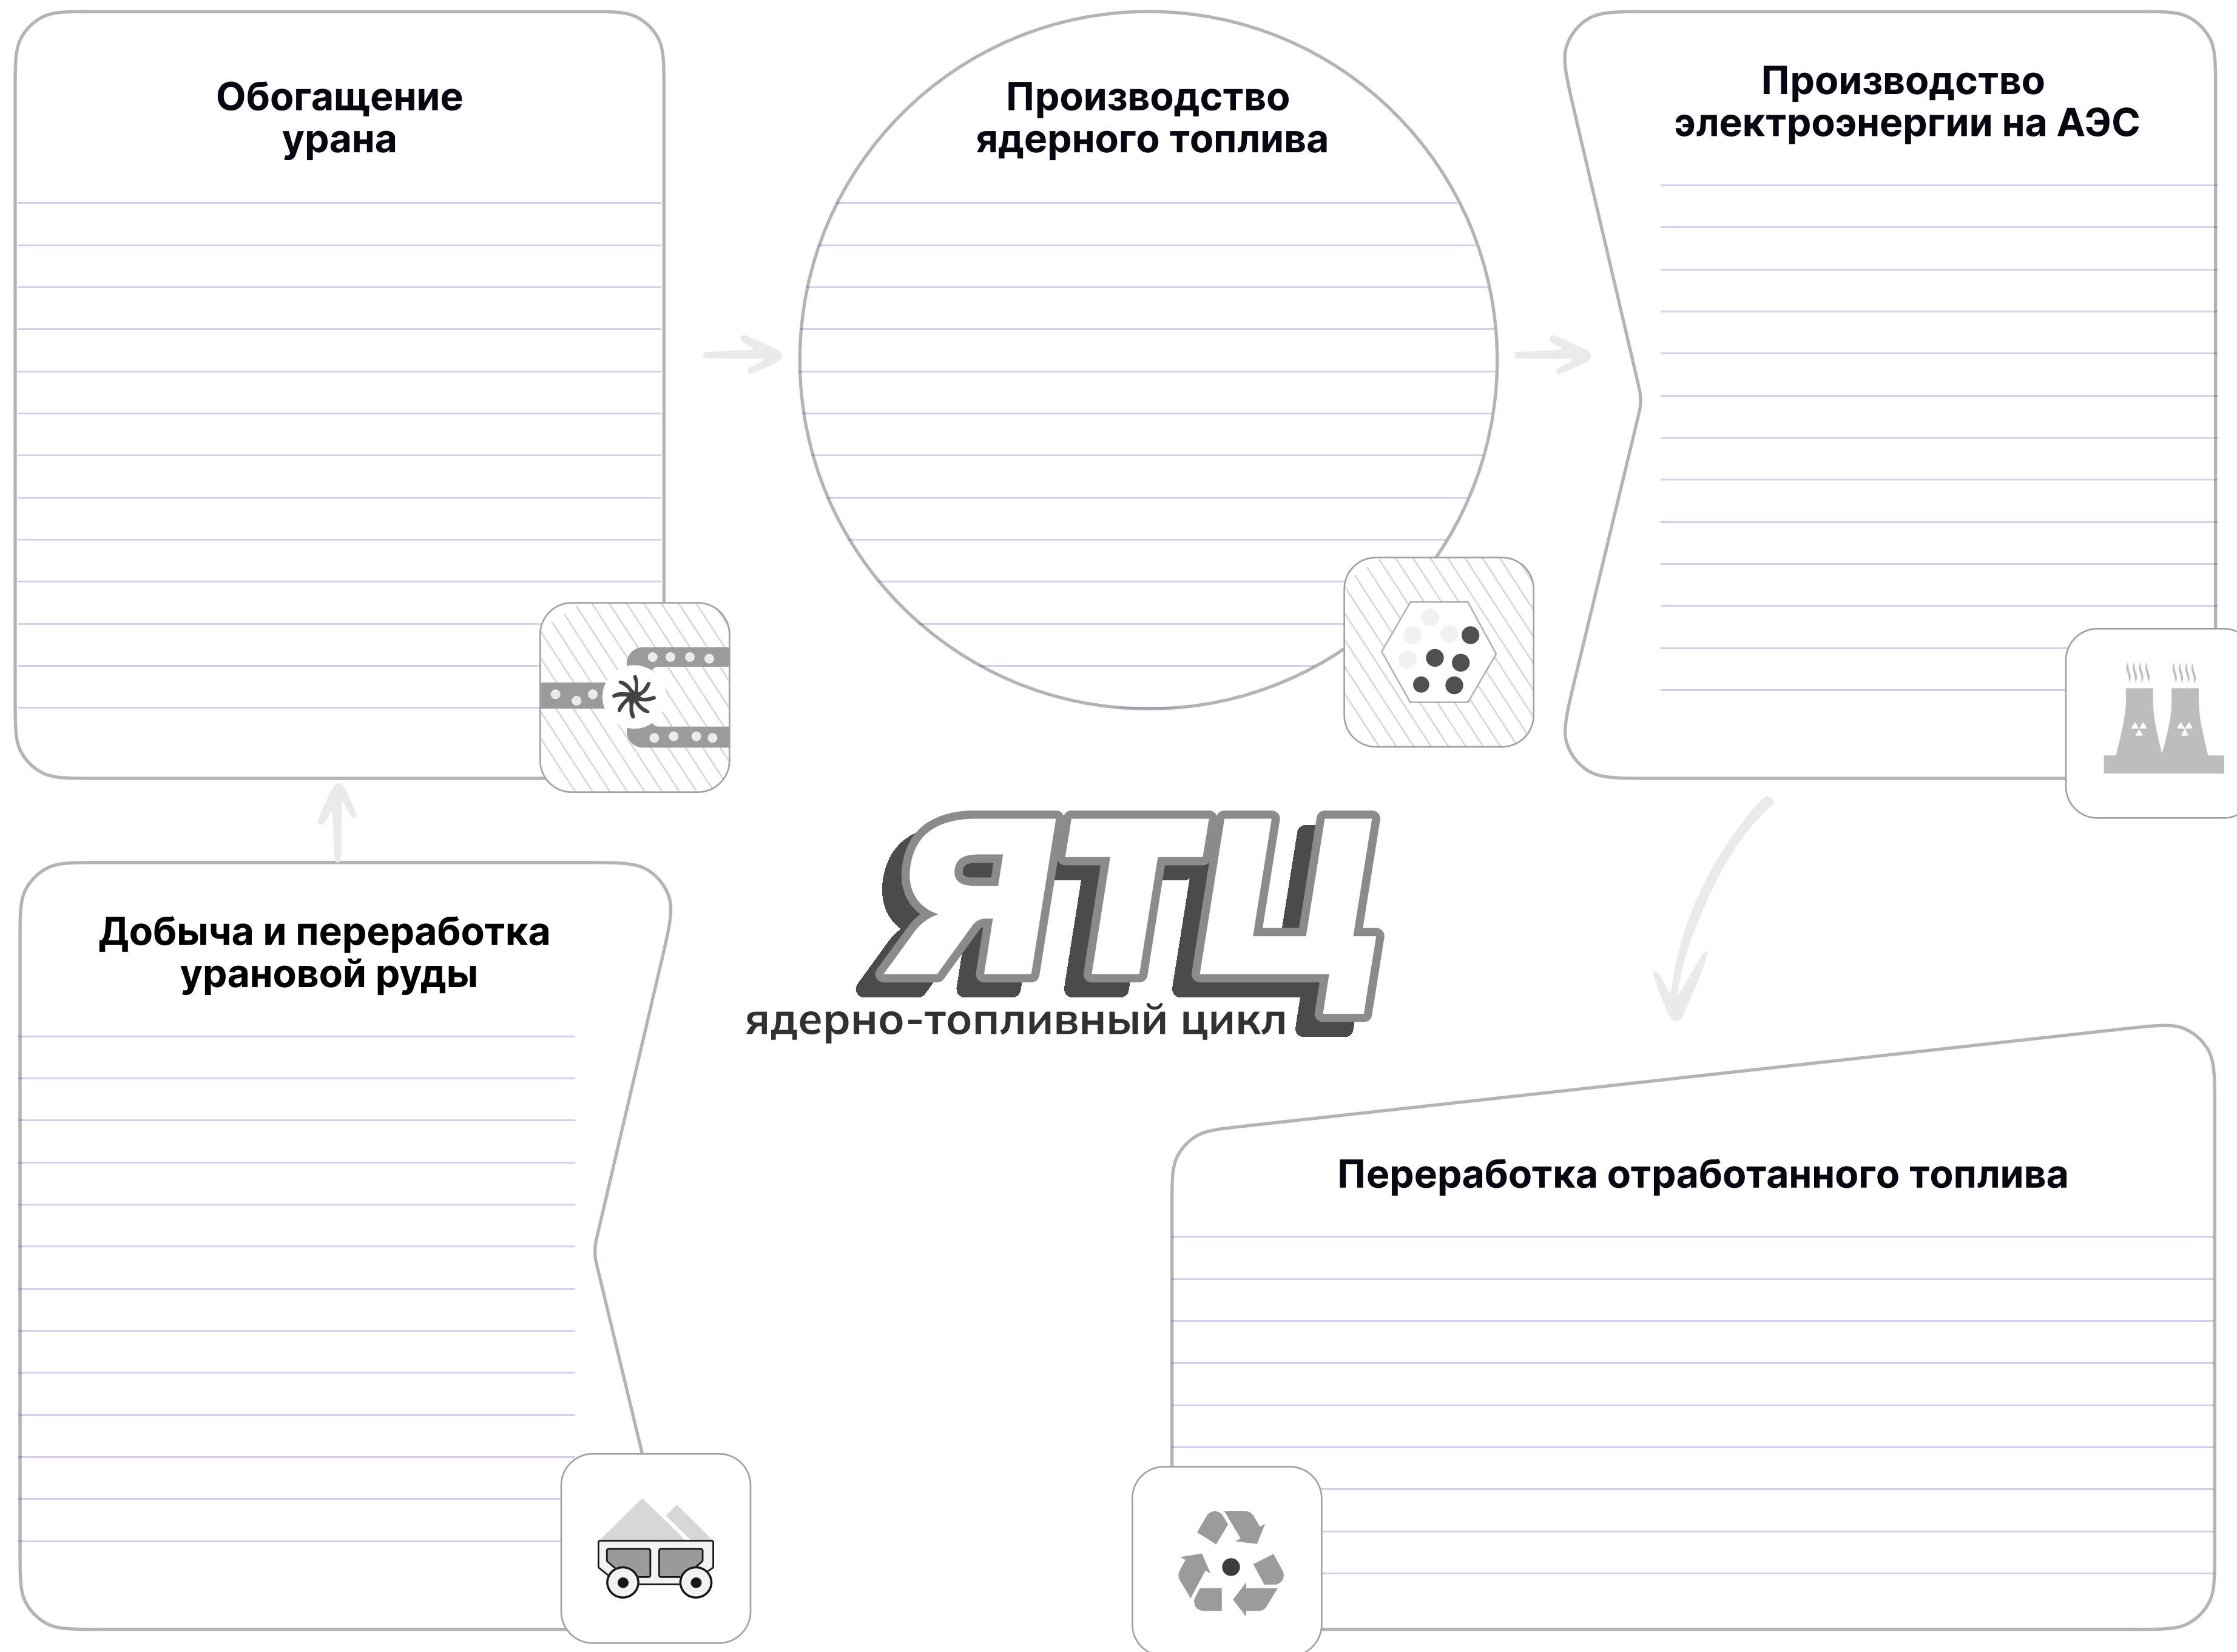 Обогащение
урана
Производство
ядерного топлива
Производство
электроэнергии на АЭС
ЯТЦ
ядерно-топливный цикл
Добыча и переработка
урановой руды
Переработка отработанного топлива